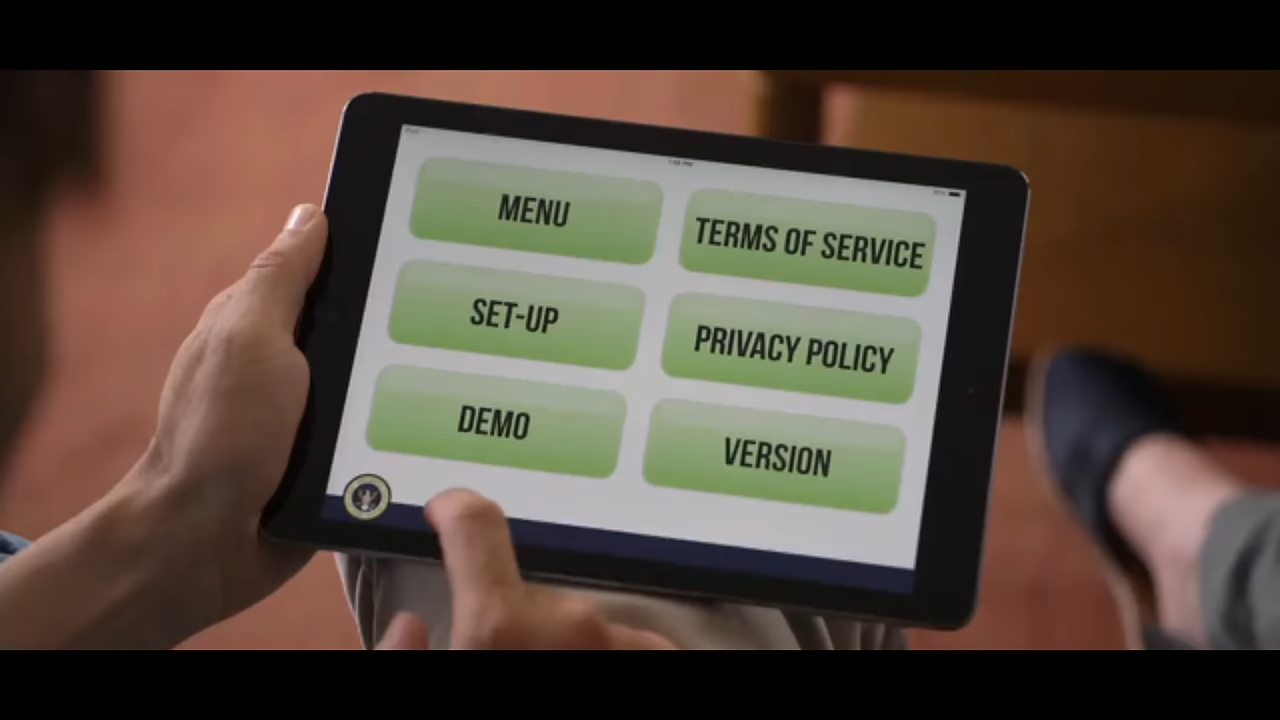 MENU
TERMS OF SERVICE
SET-UP
PRIVACY POLICY
DEMO
VERSION